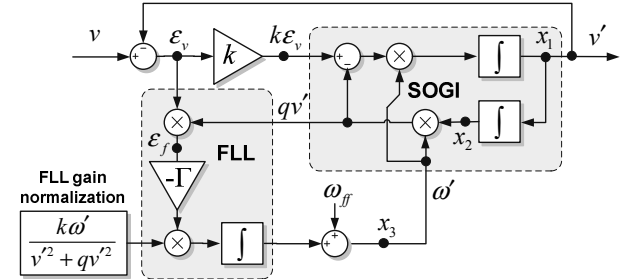 v
ε_v
k
kε_v
x_1
v'
SOGI
∫
∫
x_2
qv'
ε_f
FLL
-Γ
FLL gain
normalization
kω'
v'^2 + qv'^2
∫
ω_ff
x_3
ω'